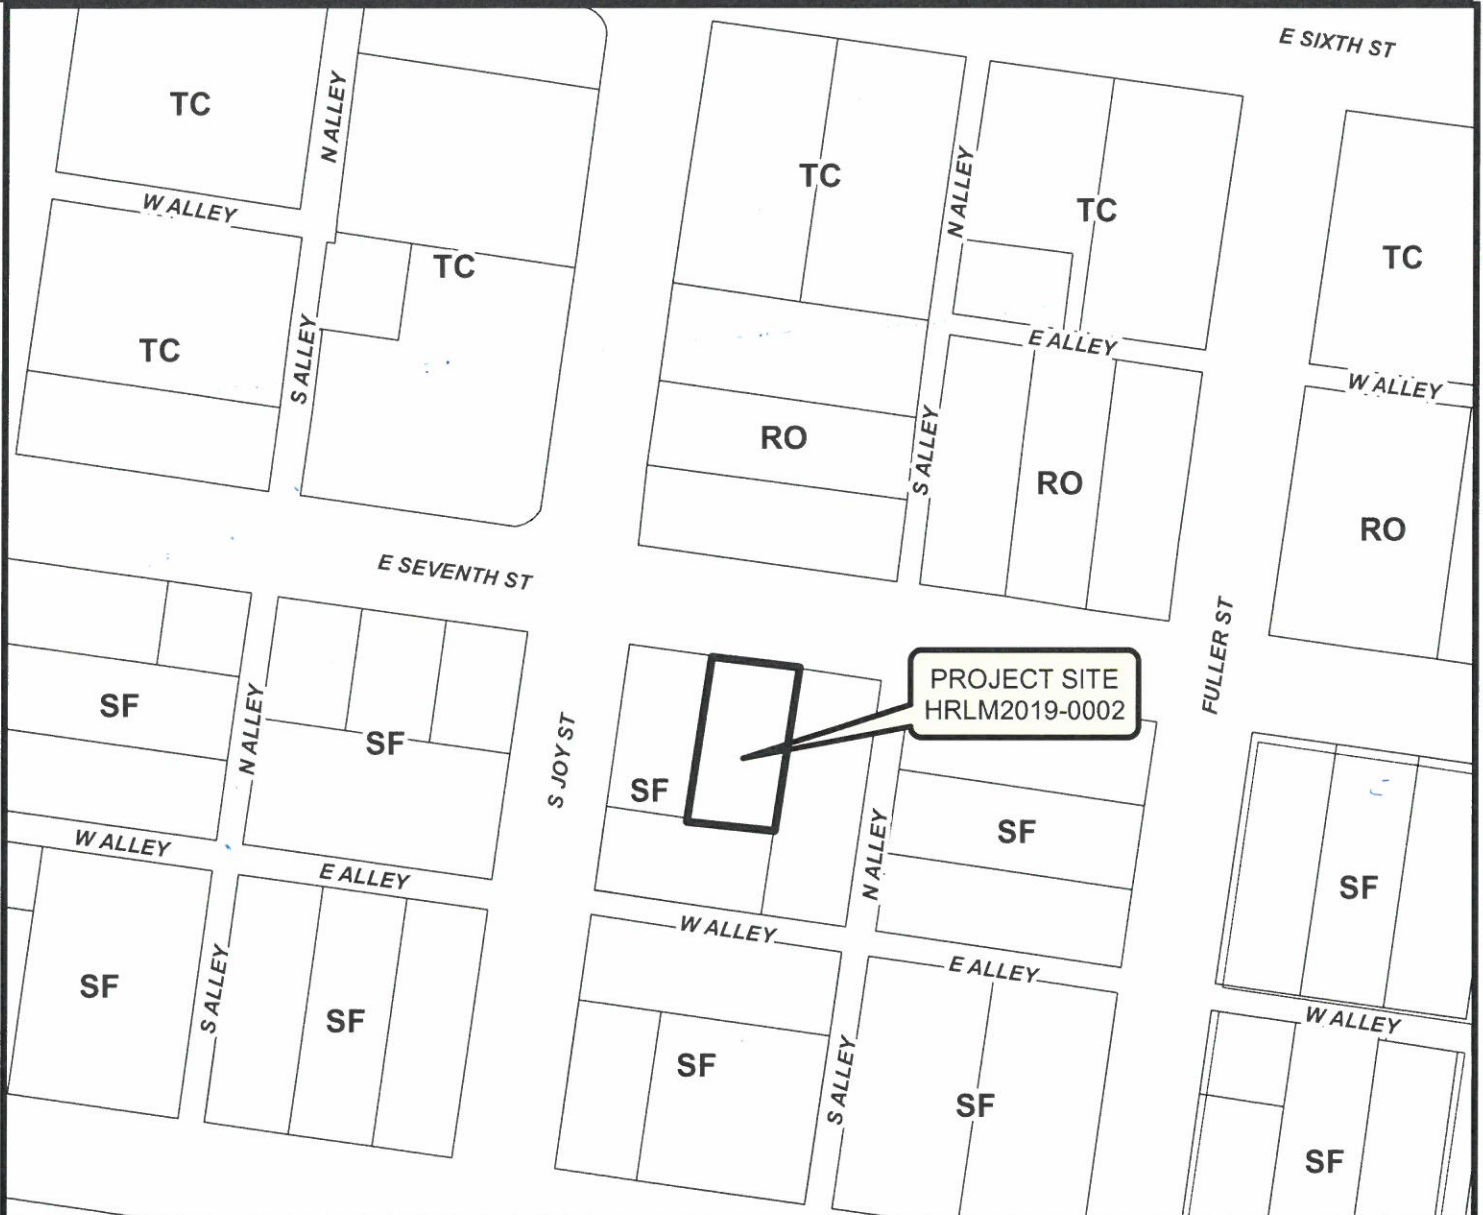 E SIXTH ST
TC
N ALLEY
TC
N ALLEY
TC
W ALLEY
TC
TC
TC
TC
S ALLEY
E ALLEY
W ALLEY
RO
S ALLEY
RO
RO
E SEVENTH ST
FULLER ST
PROJECT SITE
HRLM2019-0002
SF
N ALLEY
SF
S JOY ST
SF
N ALLEY
SF
SF
W ALLEY
E ALLEY
W ALLEY
E ALLEY
SF
S ALLEY
SF
SF
S ALLEY
SF
W ALLEY
SF